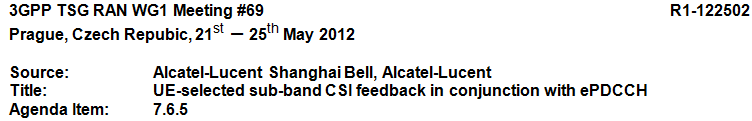 3GPP TSG RAN WG1 Meeting #69 R1-122502
Prague, Czech Repubic, 21st – 25th May 2012
Source: Alcatel-Lucent Shanghai Bell, Alcatel-Lucent
Title: UE-selected sub-band CSI feedback in conjunction with ePDCCH
Agenda Item: 7.6.5